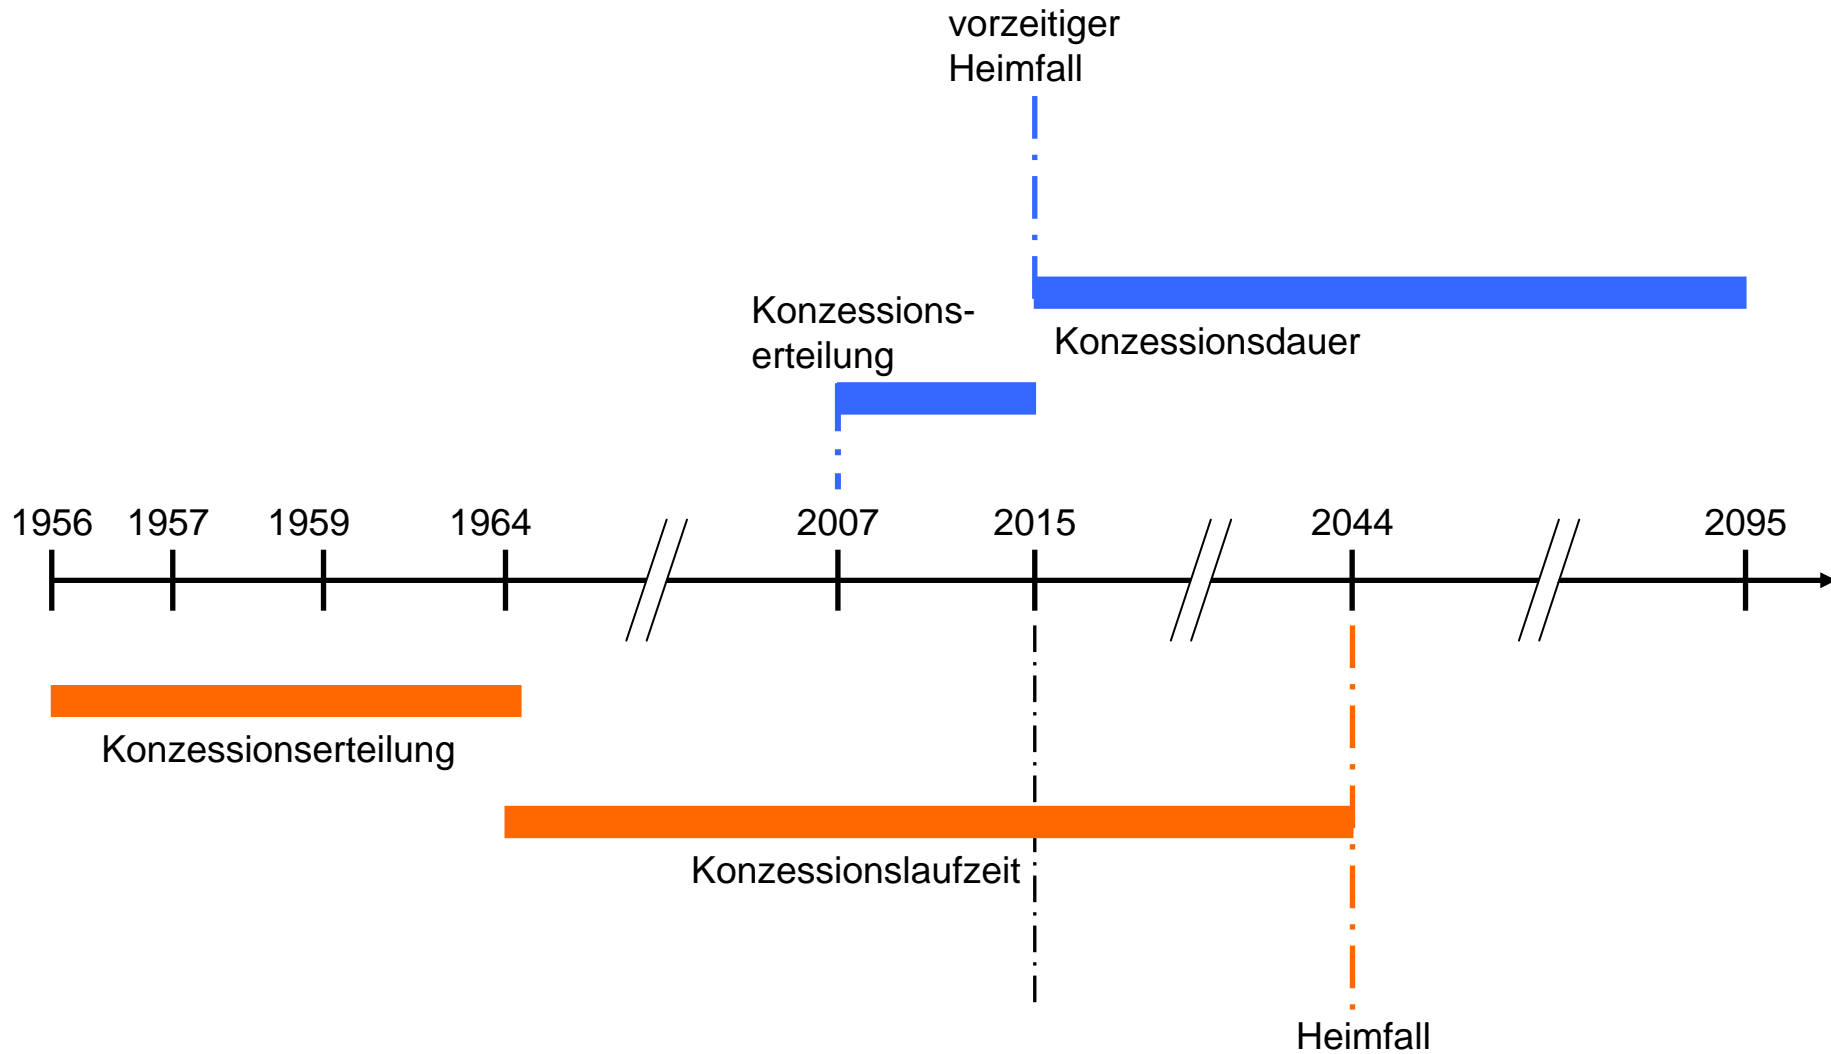 vorzeitiger
Heimfall
Konzessions-
erteilung
Konzessionsdauer
1956 1957 1959 1964 2007 2015 2044 2095
Konzessionserteilung
Konzessionslaufzeit
Heimfall